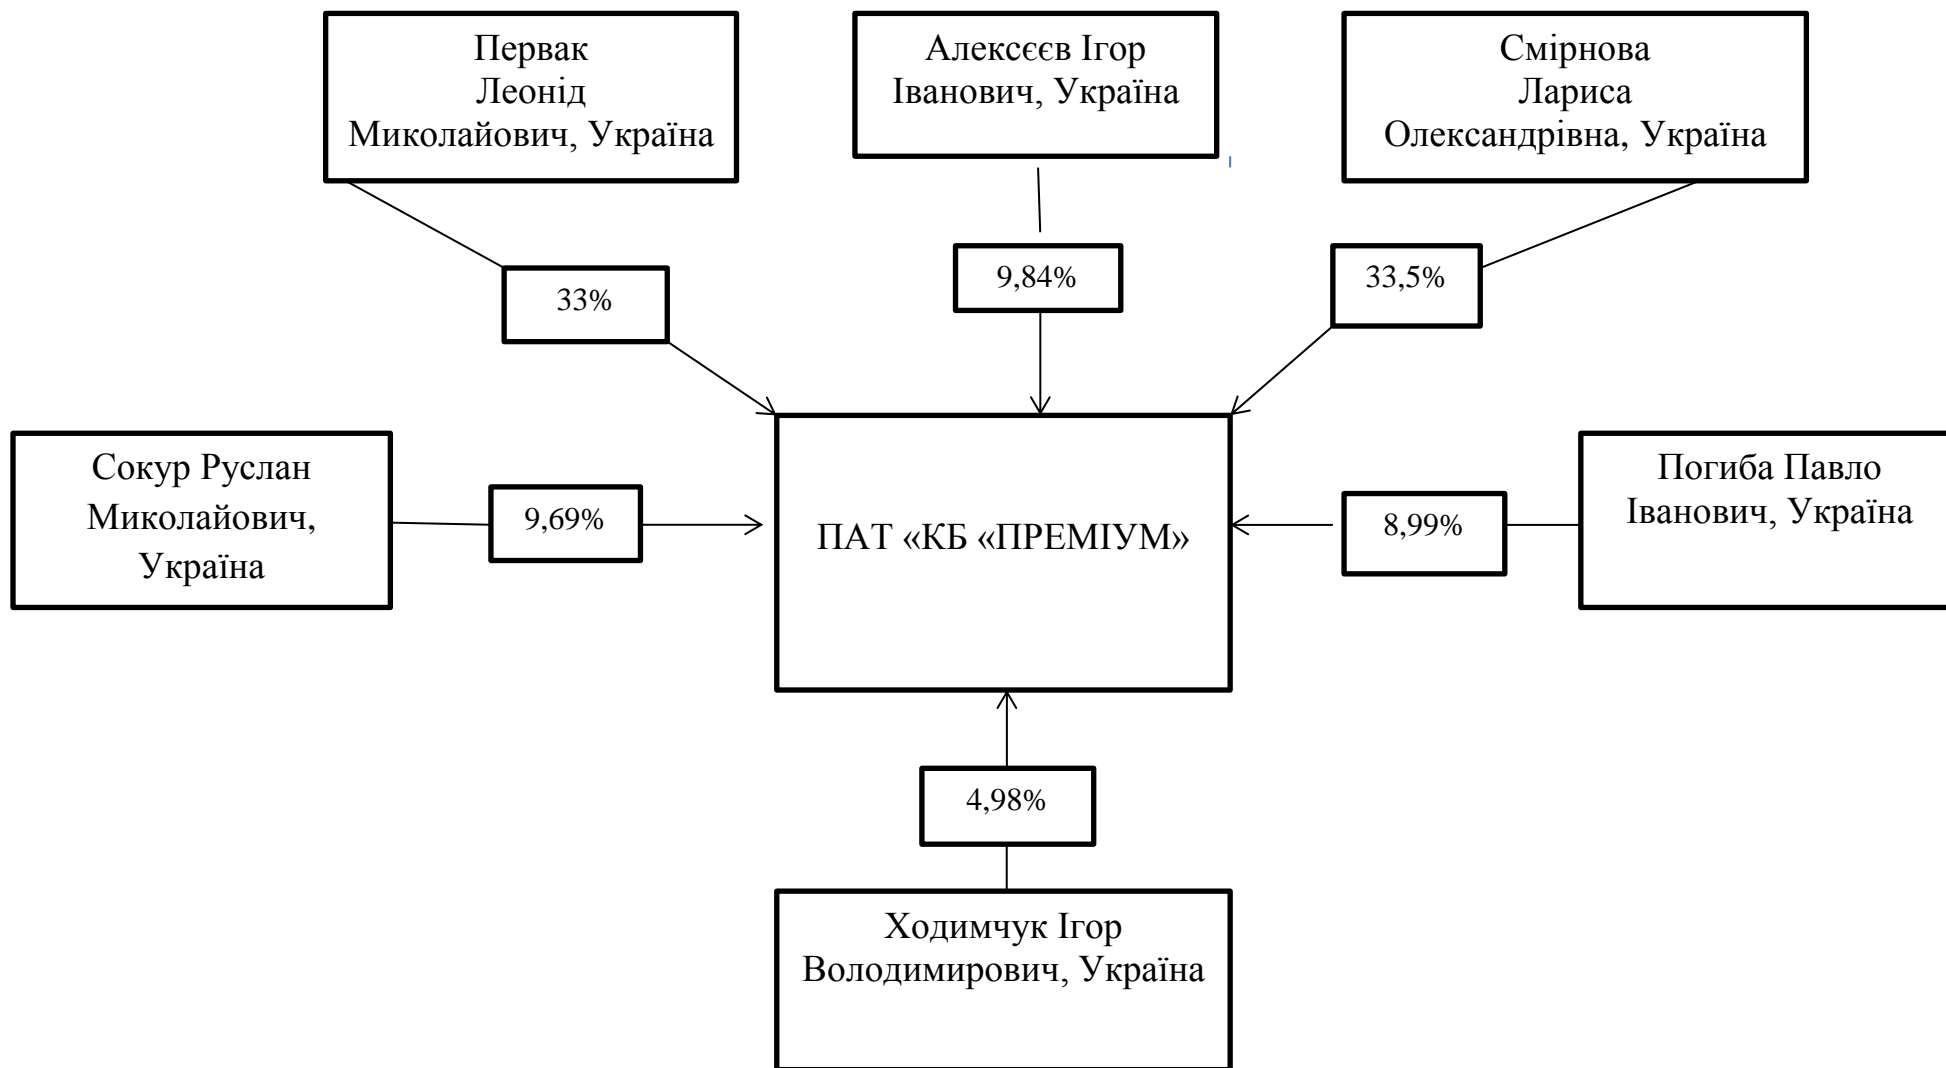 Первак
Леонід
Миколайович, Україна
Алексєєв Ігор
Іванович, Україна
Смірнова
Лариса
Олександрівна, Україна
33%
9,84%
33,5%
Сокур Руслан
Миколайович,
Україна
9,69%
ПАТ «КБ «ПРЕМІУМ»
8,99%
Погиба Павло
Іванович, Україна
4,98%
Ходимчук Ігор
Володимирович, Україна